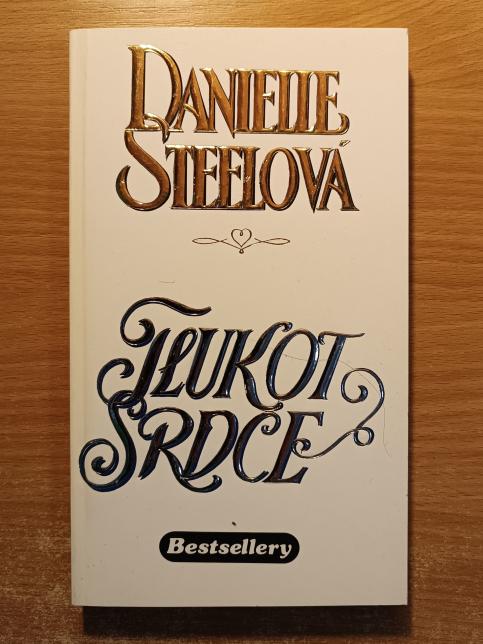 DANIELLE
STEELOVÁ
TLUKOT
SRDCE
Bestsellery